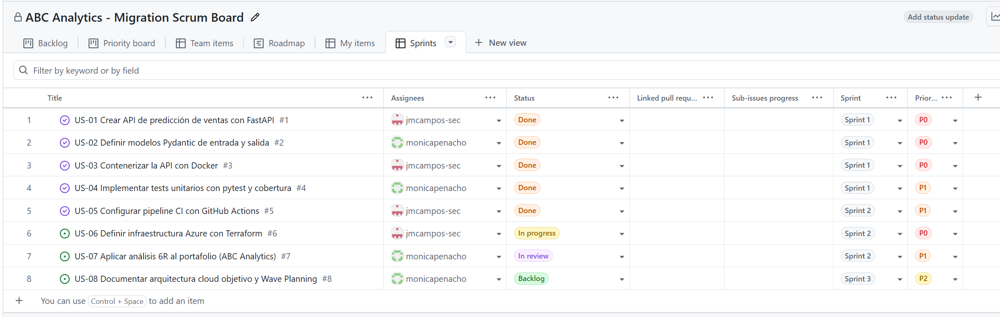 ABC Analytics - Migration Scrum Board
Add status update
Backlog Priority board Team items Roadmap My items Sprints New view
Filter by keyword or by field
Title Assignees Status Linked pull requ... Sub-issues progress Sprint Prior...
1 US-01 Crear API de predicción de ventas con FastAPI #1 jmcampos-sec Done Sprint 1 P0
2 US-02 Definir modelos Pydantic de entrada y salida #2 monicapenacho Done Sprint 1 P0
3 US-03 Contenerizar la API con Docker #3 jmcampos-sec Done Sprint 1 P0
4 US-04 Implementar tests unitarios con pytest y cobertura #4 monicapenacho Done Sprint 1 P1
5 US-05 Configurar pipeline CI con GitHub Actions #5 jmcampos-sec Done Sprint 2 P1
6 US-06 Definir infraestructura Azure con Terraform #6 jmcampos-sec In progress Sprint 2 P0
7 US-07 Aplicar análisis 6R al portafolio (ABC Analytics) #7 monicapenacho In review Sprint 2 P1
8 US-08 Documentar arquitectura cloud objetivo y Wave Planning #8 monicapenacho Backlog Sprint 3 P2
You can use Control + Space to add an item